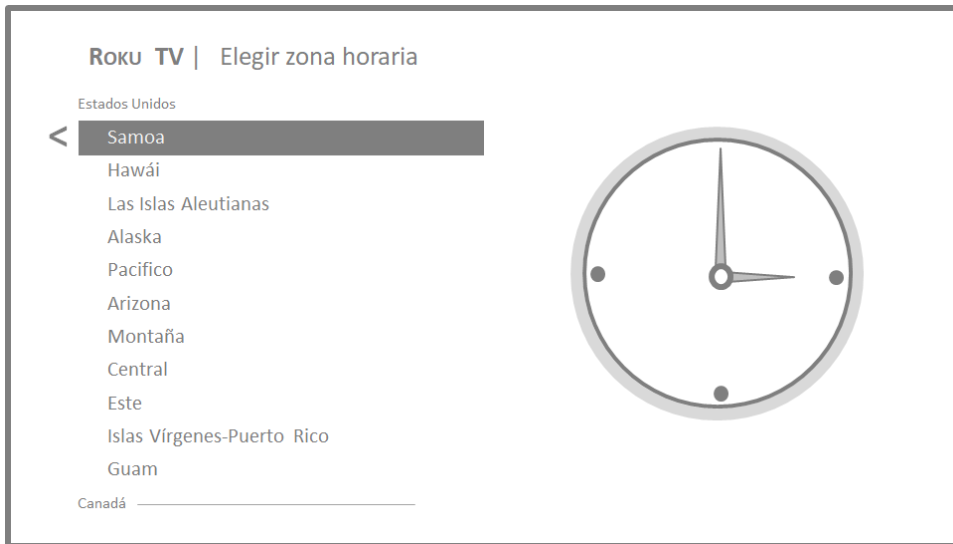 ROKU TV | Elegir zona horaria
Estados Unidos
< Samoa
Hawái
Las Islas Aleutianas
Alaska
Pacifico
Arizona
Montaña
Central
Este
Islas Vírgenes-Puerto Rico
Guam
Canadá